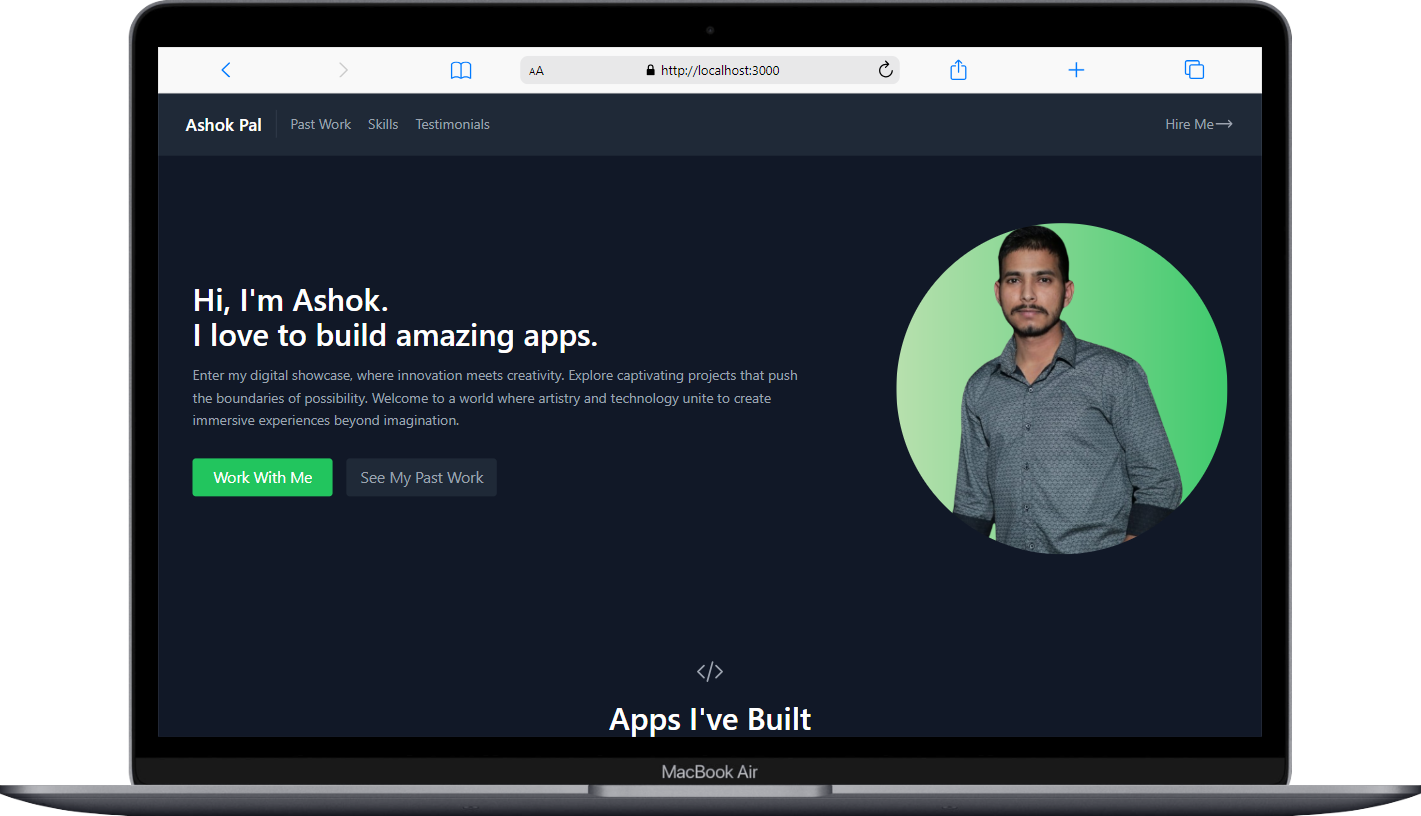 AA http://localhost:3000
Ashok Pal Past Work Skills Testimonials Hire Me
Hi, I'm Ashok.
I love to build amazing apps.
Enter my digital showcase, where innovation meets creativity. Explore captivating projects that push
the boundaries of possibility. Welcome to a world where artistry and technology unite to create
immersive experiences beyond imagination.
Work With Me See My Past Work
</>
Apps I've Built
MacBook Air